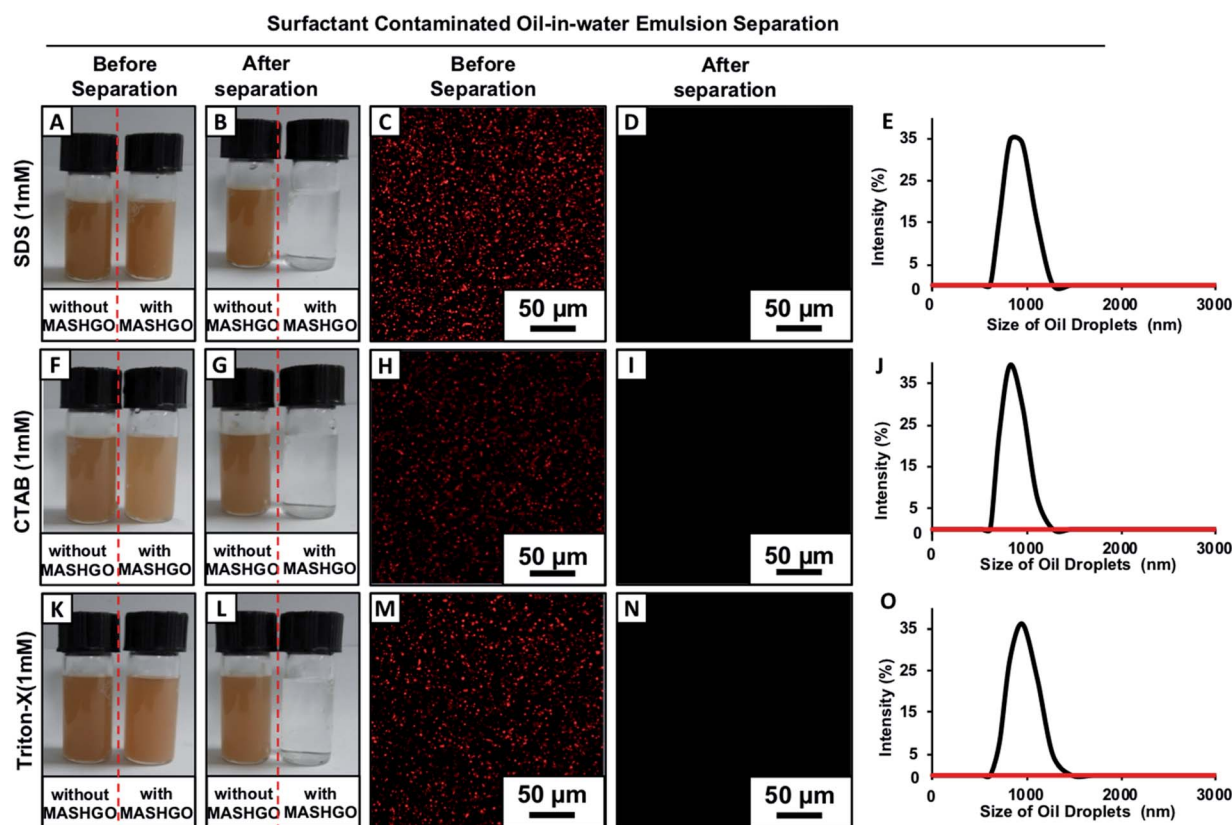 Surfactant Contaminated Oil-in-water Emulsion Separation
Before
Separation
After
separation
Before
Separation
After
separation
SDS (1mM)
A
B
C
D
E
without
MASHGO
with
MASHGO
without
MASHGO
with
MASHGO
50 µm
50 µm
Intensity (%)
35
25
15
5
0
0
1000
2000
3000
Size of Oil Droplets (nm)
CTAB (1mM)
F
G
H
I
J
without
MASHGO
with
MASHGO
without
MASHGO
with
MASHGO
50 µm
50 µm
Intensity (%)
35
25
15
5
0
0
1000
2000
3000
Size of Oil Droplets (nm)
Triton-X(1mM)
K
L
M
N
O
without
MASHGO
with
MASHGO
without
MASHGO
with
MASHGO
50 µm
50 µm
Intensity (%)
35
25
15
5
0
0
1000
2000
3000
Size of Oil Droplets (nm)